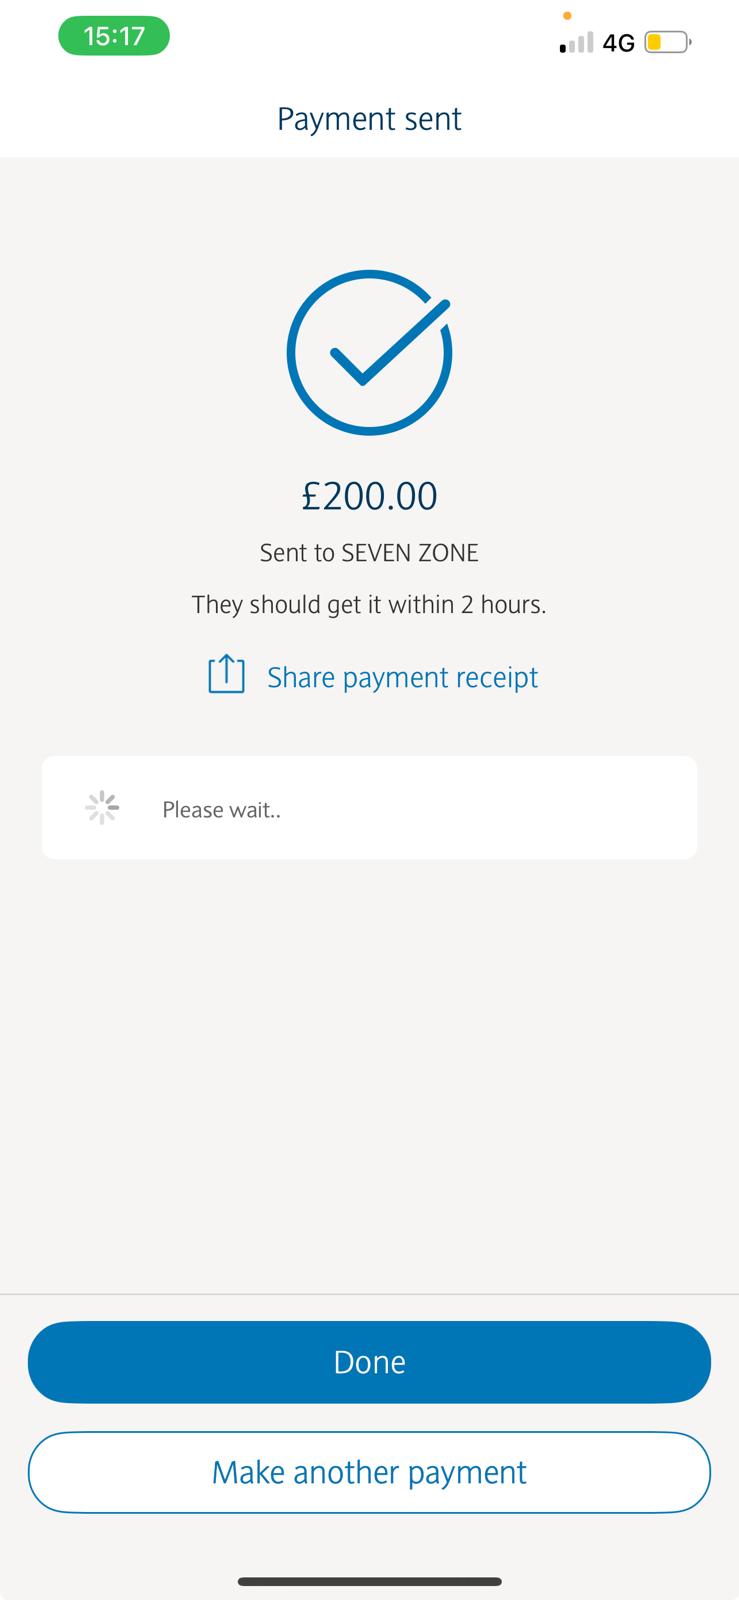 15:17
4G
Payment sent
£200.00
Sent to SEVEN ZONE
They should get it within 2 hours.
Share payment receipt
Please wait..
Done
Make another payment